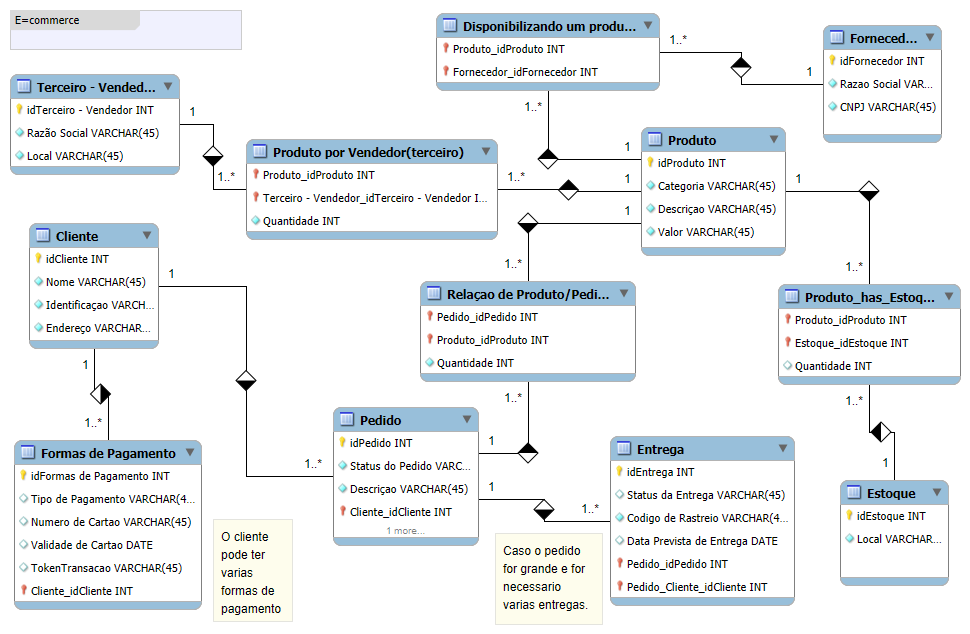 E=commerce
Disponibilizando um produ...
Produto_idProduto INT
Fornecedor_idFornecedor INT
1..*
1
Forneced...
idFornecedor INT
Razao Social VAR...
CNPJ VARCHAR(45)
Terceiro - Vended...
idTerceiro - Vendedor INT
Razão Social VARCHAR(45)
Local VARCHAR(45)
1
1..*
Produto por Vendedor(terceiro)
Produto_idProduto INT
Terceiro - Vendedor_idTerceiro - Vendedor I...
Quantidade INT
1..*
1
1..*
1
Produto
idProduto INT
Categoria VARCHAR(45)
Descriçao VARCHAR(45)
Valor VARCHAR(45)
1
1..*
1
1..*
Cliente
idCliente INT
Nome VARCHAR(45)
Identificaçao VARCH...
Endereço VARCHAR...
1
1..*
1
1..*
Relaçao de Produto/Pedi...
Pedido_idPedido INT
Produto_idProduto INT
Quantidade INT
1..*
1
Produto_has_Estoq...
Produto_idProduto INT
Estoque_idEstoque INT
Quantidade INT
1..*
1
Formas de Pagamento
idFormas de Pagamento INT
Tipo de Pagamento VARCHAR(4...
Numero de Cartao VARCHAR(45)
Validade de Cartao DATE
TokenTransacao VARCHAR(45)
Cliente_idCliente INT
Pedido
idPedido INT
Status do Pedido VARC...
Descriçao VARCHAR(45)
Cliente_idCliente INT
1 more...
1
1..*
Entrega
idEntrega INT
Status da Entrega VARCHAR(45)
Codigo de Rastreio VARCHAR(4...
Data Prevista de Entrega DATE
Pedido_idPedido INT
Pedido_Cliente_idCliente INT
Estoque
idEstoque INT
Local VARCHAR...
O cliente
pode ter
varias
formas de
pagamento
Caso o pedido
for grande e for
necessario
varias entregas.